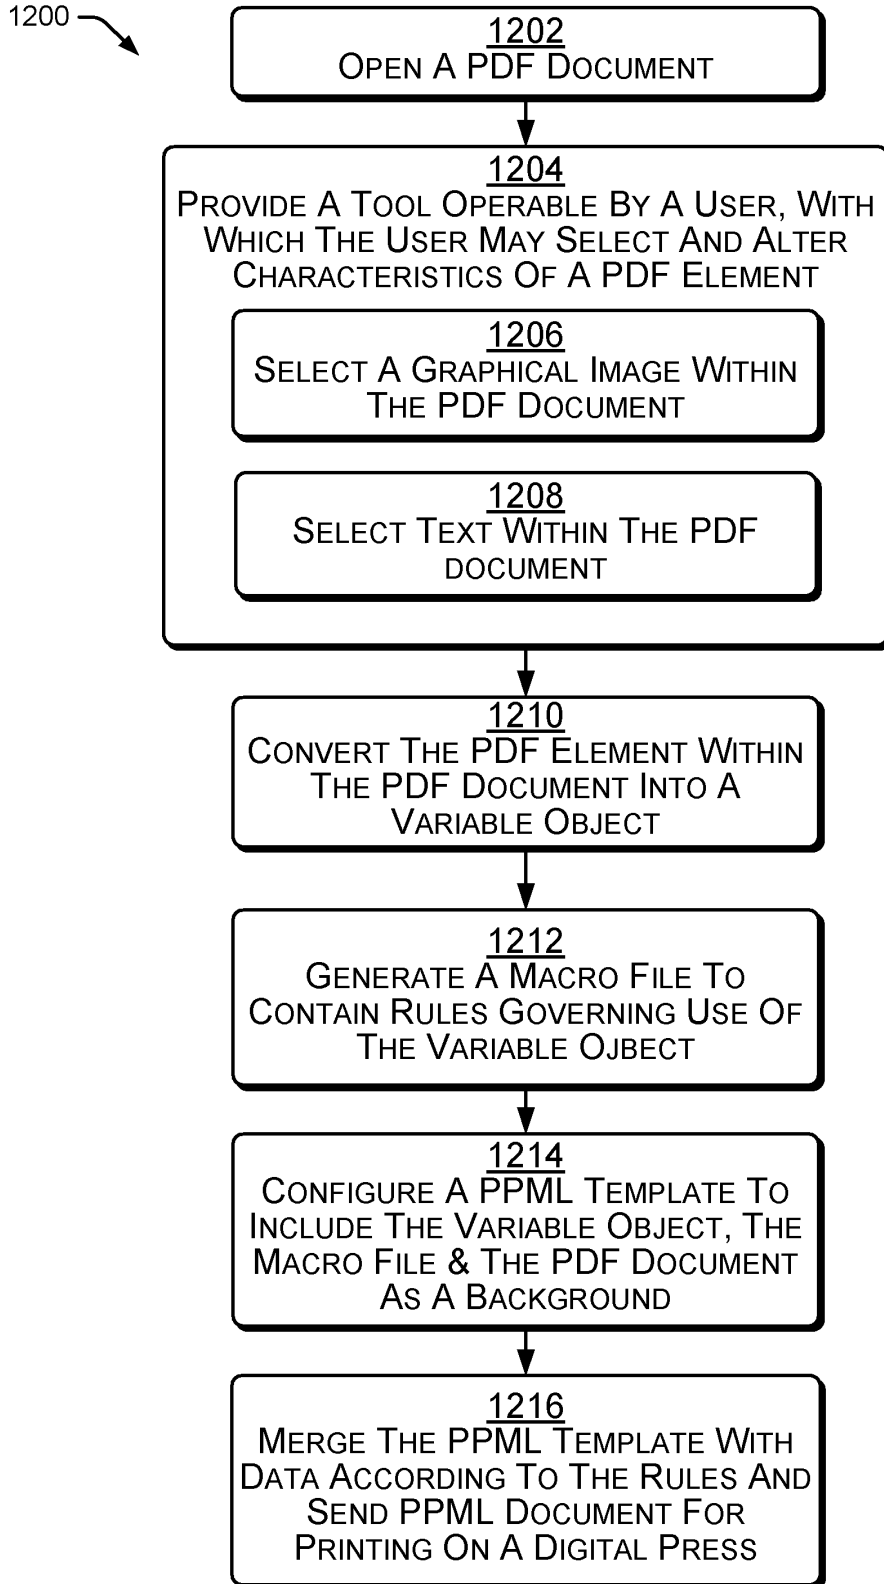 1200
1202
OPEN A PDF DOCUMENT
1204
PROVIDE A TOOL OPERABLE BY A USER, WITH
WHICH THE USER MAY SELECT AND ALTER
CHARACTERISTICS OF A PDF ELEMENT
1206
SELECT A GRAPHICAL IMAGE WITHIN
THE PDF DOCUMENT
1208
SELECT TEXT WITHIN THE PDF
DOCUMENT
1210
CONVERT THE PDF ELEMENT WITHIN
THE PDF DOCUMENT INTO A
VARIABLE OBJECT
1212
GENERATE A MACRO FILE TO
CONTAIN RULES GOVERNING USE OF
THE VARIABLE OJBECT
1214
CONFIGURE A PPML TEMPLATE TO
INCLUDE THE VARIABLE OBJECT, THE
MACRO FILE & THE PDF DOCUMENT
AS A BACKGROUND
1216
MERGE THE PPML TEMPLATE WITH
DATA ACCORDING TO THE RULES AND
SEND PPML DOCUMENT FOR
PRINTING ON A DIGITAL PRESS